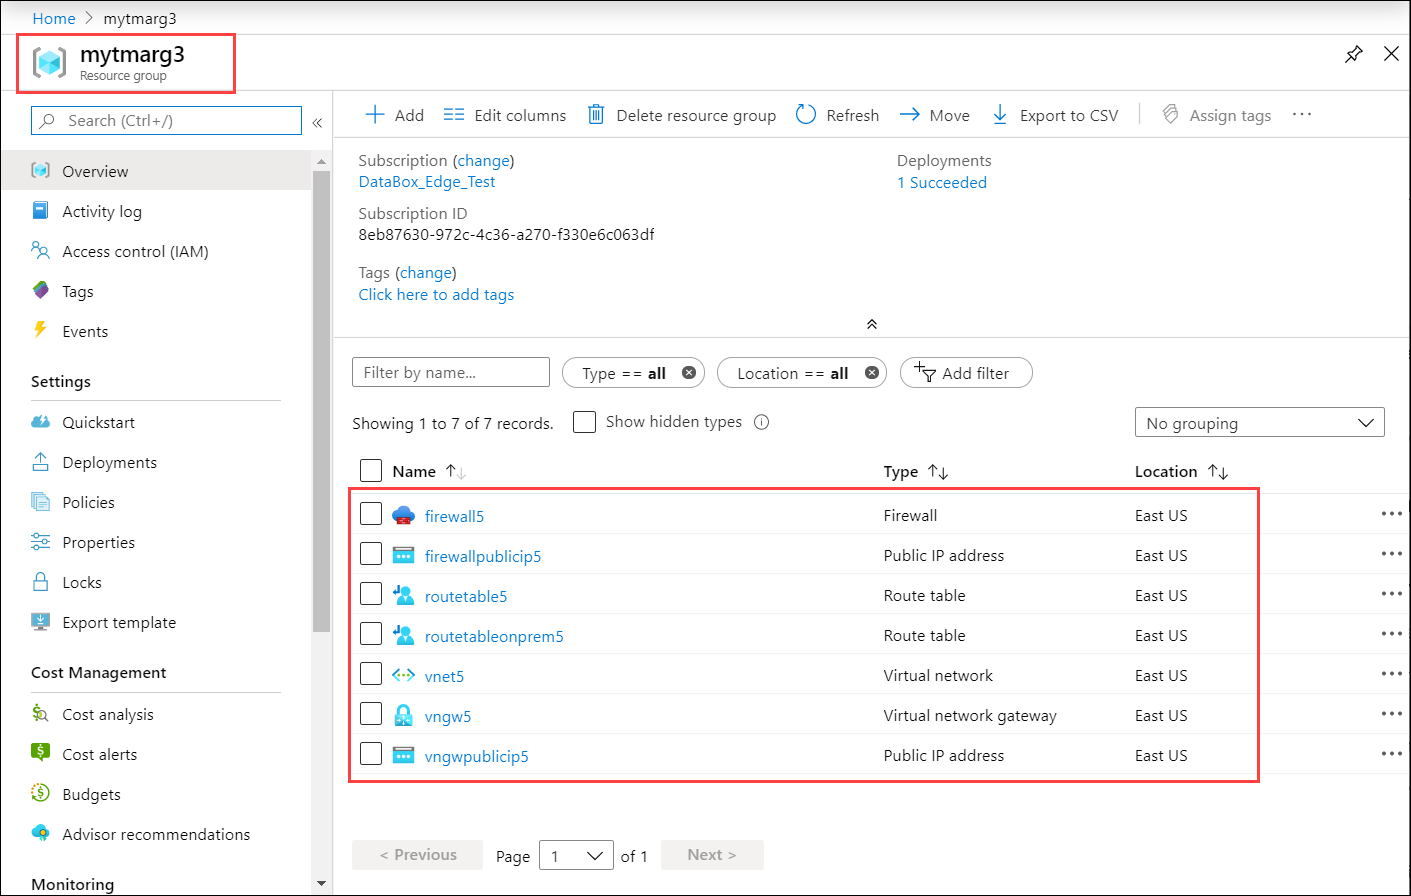 Home > mytmarg3
mytmarg3
Resource group
Search (Ctrl+/)
«
Overview
Activity log
Access control (IAM)
Tags
Events
Settings
Quickstart
Deployments
Policies
Properties
Locks
Export template
Cost Management
Cost analysis
Cost alerts
Budgets
Advisor recommendations
Monitoring
Add Edit columns Delete resource group Refresh Move Export to CSV Assign tags ...
Subscription (change)
DataBox_Edge_Test
Deployments
1 Succeeded
Subscription ID
8eb87630-972c-4c36-a270-f330e6c063df
Tags (change)
Click here to add tags
Filter by name... Type == all Location == all Add filter
Showing 1 to 7 of 7 records. Show hidden types No grouping
Name Type Location
firewall5 Firewall East US
firewallpublicip5 Public IP address East US
routetable5 Route table East US
routetableonprem5 Route table East US
vnet5 Virtual network East US
vngw5 Virtual network gateway East US
vngwpublicip5 Public IP address East US
< Previous Page 1 of 1 Next >